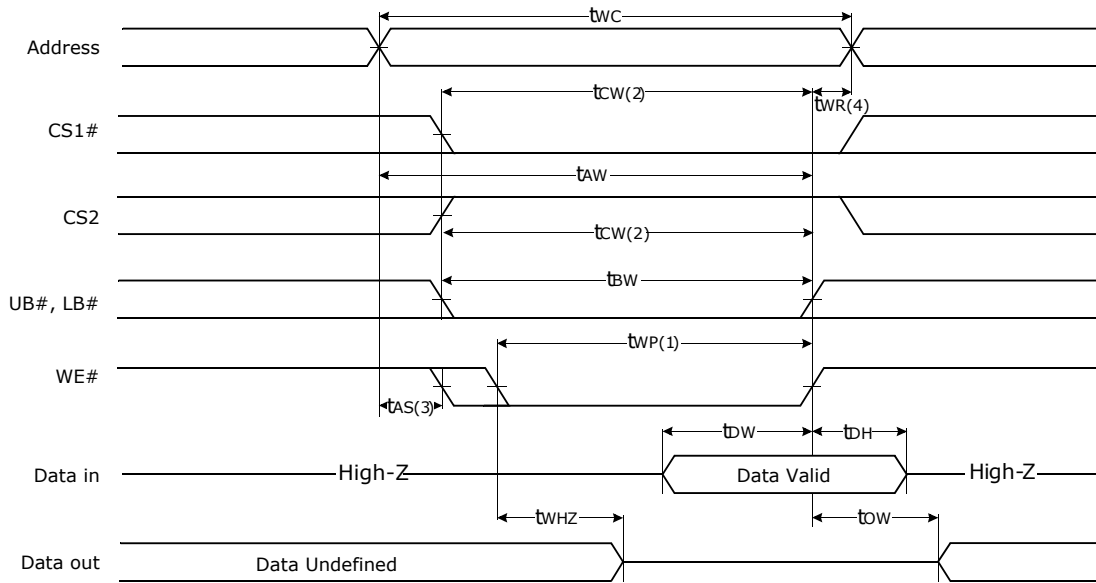 tWC
Address
tCW(2)
tWR(4)
CS1#
tAW
CS2
tCW(2)
tBW
UB#, LB#
tWP(1)
WE#
tAS(3)
tDW
tDH
Data in
High-Z
Data Valid
High-Z
tWHZ
tOW
Data out
Data Undefined